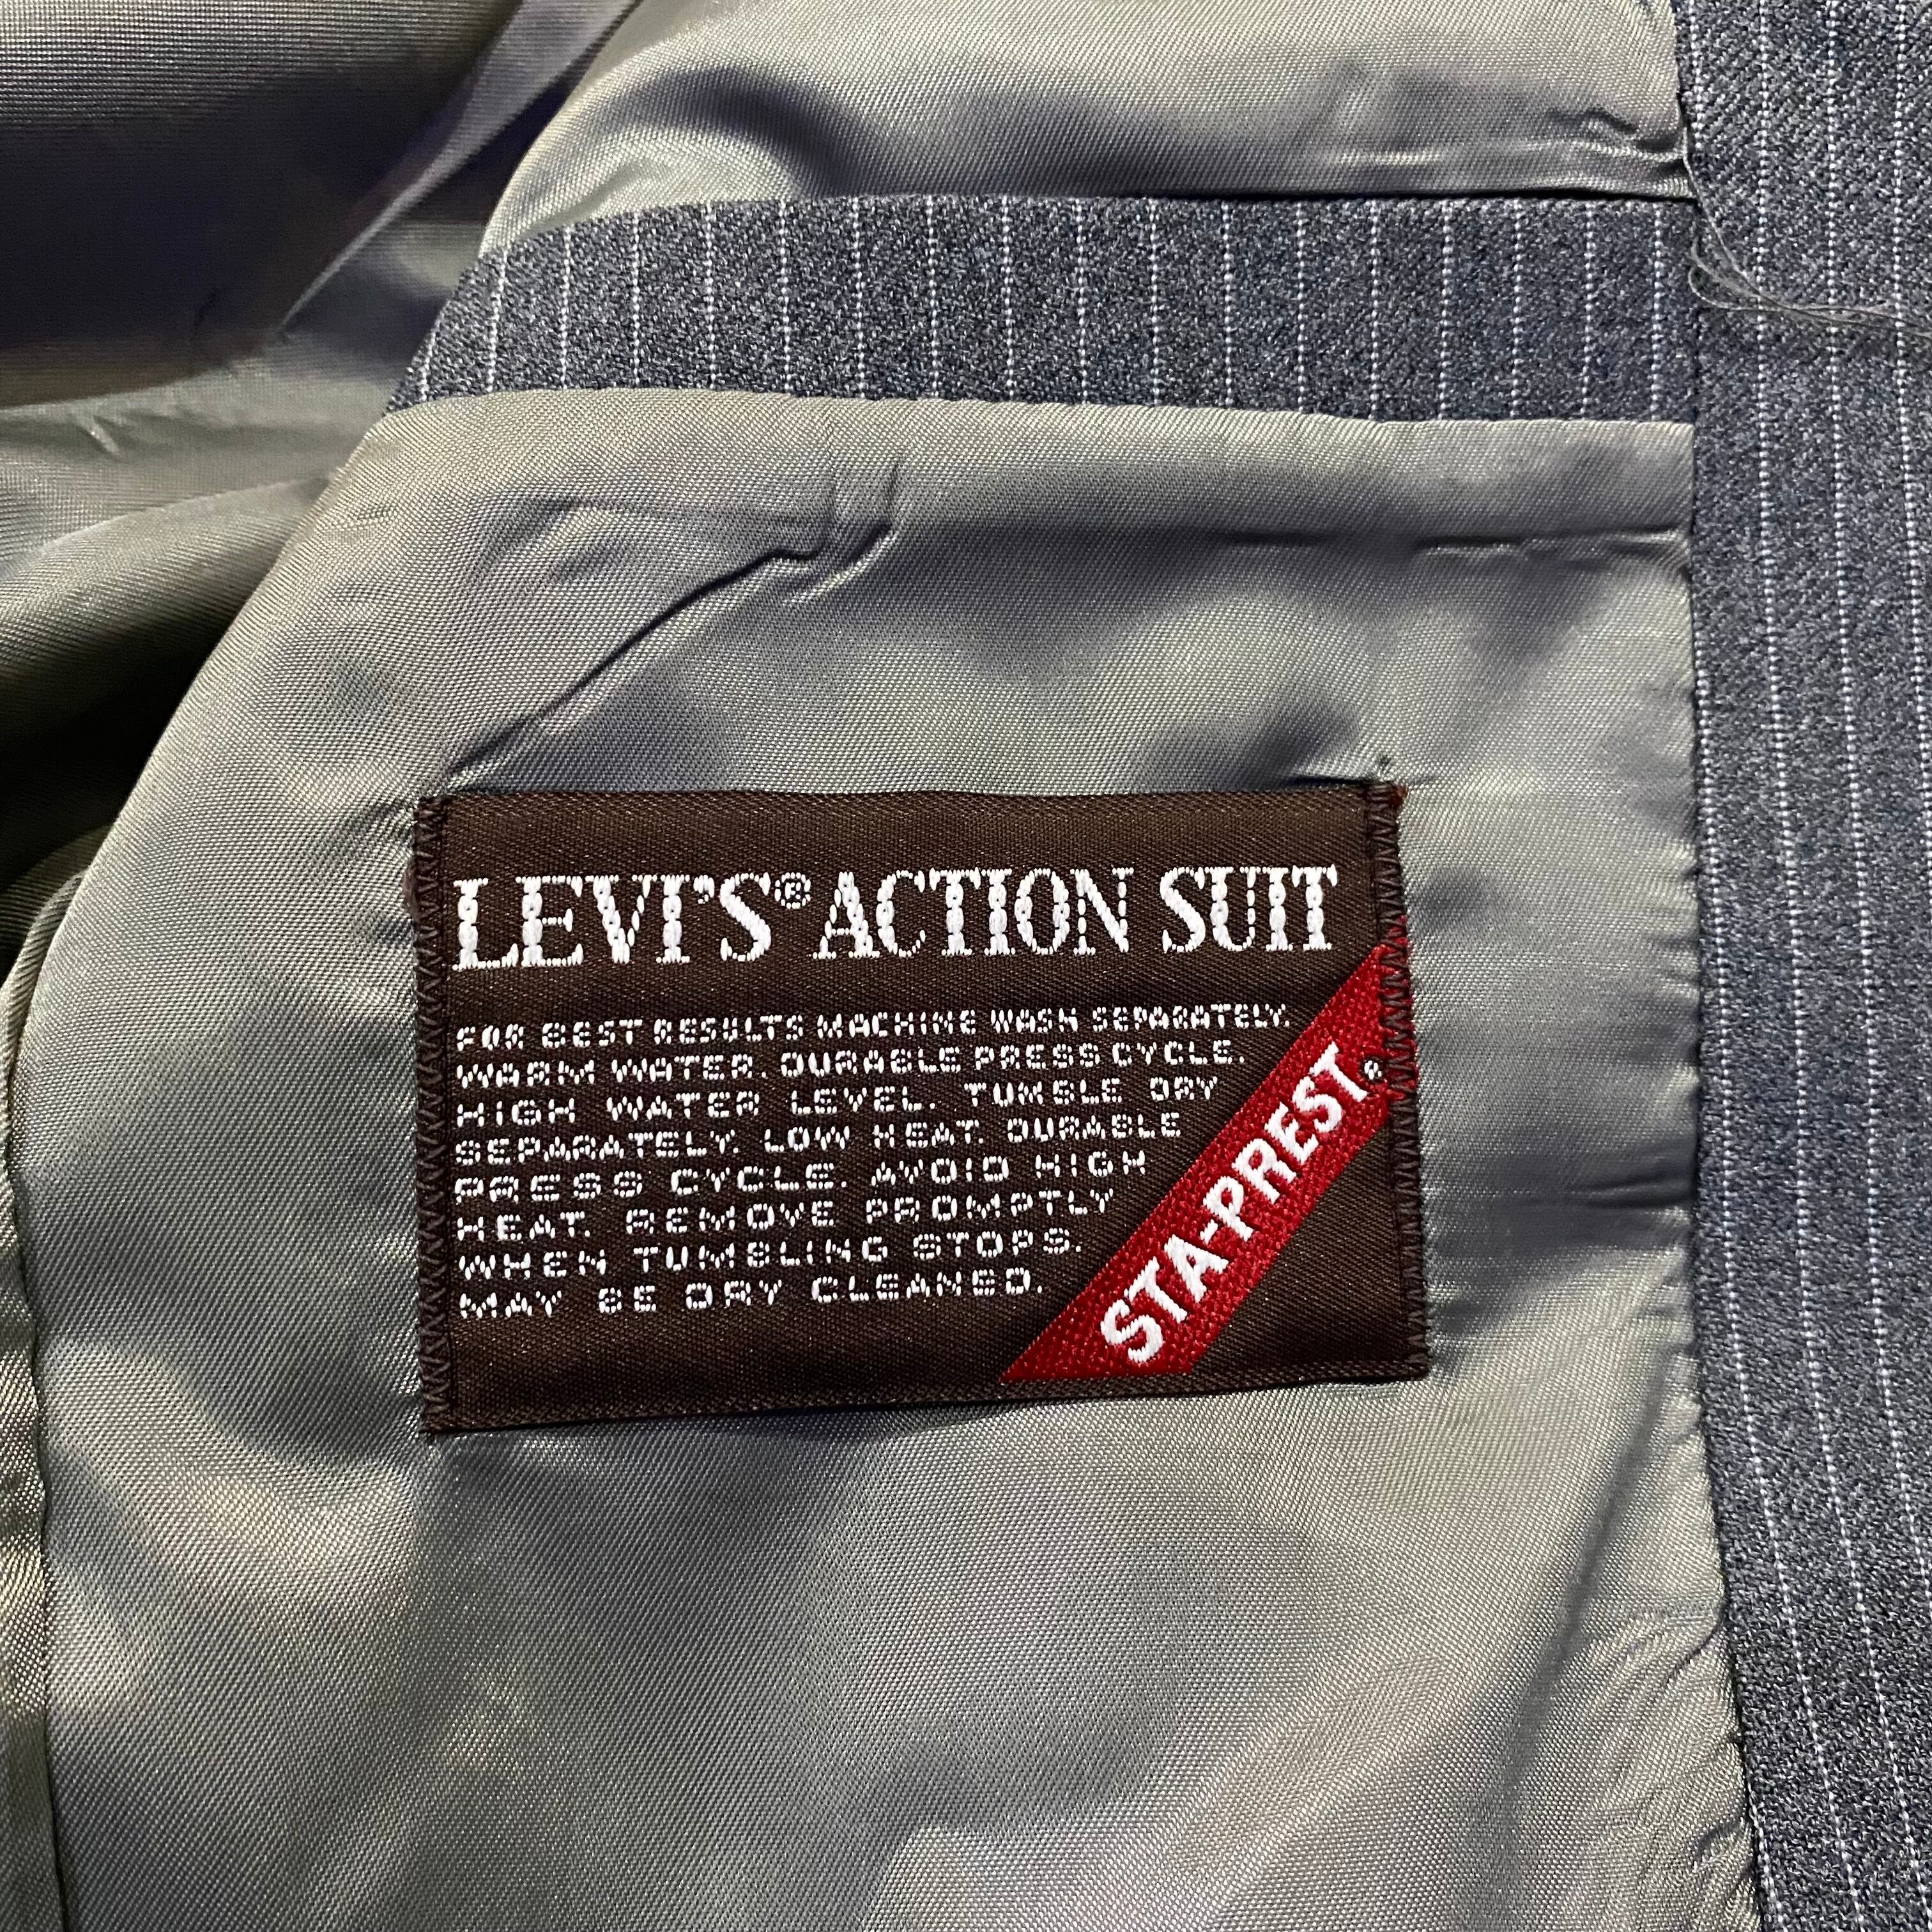 LEVI'S® ACTION SUIT
FOR BEST RESULTS MACHINE WASH SEPARATELY.
WARM WATER. DURABLE PRESS CYCLE.
HIGH WATER LEVEL. TUMBLE DRY
SEPARATELY. LOW HEAT. DURABLE
PRESS CYCLE. AVOID HIGH
HEAT. REMOVE PROMPTLY
WHEN TUMBLING STOPS.
MAY BE DRY CLEANED.
STA-PREST®